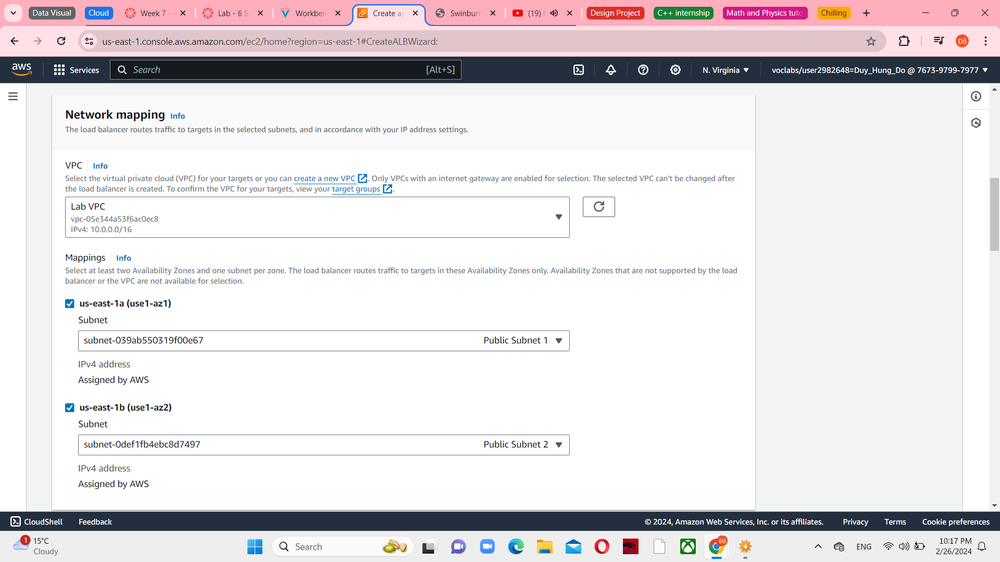 Data Visual
Cloud
Week 7 -
Lab - 6 S
Workben
Create ap
Swinburn
(19)
Design Project
C++ internship
Math and Physics tuto
Chilling
us-east-1.console.aws.amazon.com/ec2/home?region=us-east-1#CreateALBWizard:
Đỗ
aws
Services
Search
[Alt+S]
N. Virginia
voclabs/user2982648=Duy_Hung_Do @ 7673-9799-7977
Network mapping Info
The load balancer routes traffic to targets in the selected subnets, and in accordance with your IP address settings.
VPC Info
Select the virtual private cloud (VPC) for your targets or you can create a new VPC. Only VPCs with an internet gateway are enabled for selection. The selected VPC can't be changed after
the load balancer is created. To confirm the VPC for your targets, view your target groups.
Lab VPC
vpc-05e344a53f6ac0ec8
IPv4: 10.0.0.0/16
Mappings Info
Select at least two Availability Zones and one subnet per zone. The load balancer routes traffic to targets in these Availability Zones only. Availability Zones that are not supported by the load
balancer or the VPC are not available for selection.
us-east-1a (use1-az1)
Subnet
subnet-039ab550319f00e67 Public Subnet 1
IPv4 address
Assigned by AWS
us-east-1b (use1-az2)
Subnet
subnet-0def1fb4ebc8d7497 Public Subnet 2
IPv4 address
Assigned by AWS
CloudShell
Feedback
© 2024, Amazon Web Services, Inc. or its affiliates.
Privacy
Terms
Cookie preferences
1
15°C
Cloudy
Search
Đỗ
ENG
10:17 PM
2/26/2024